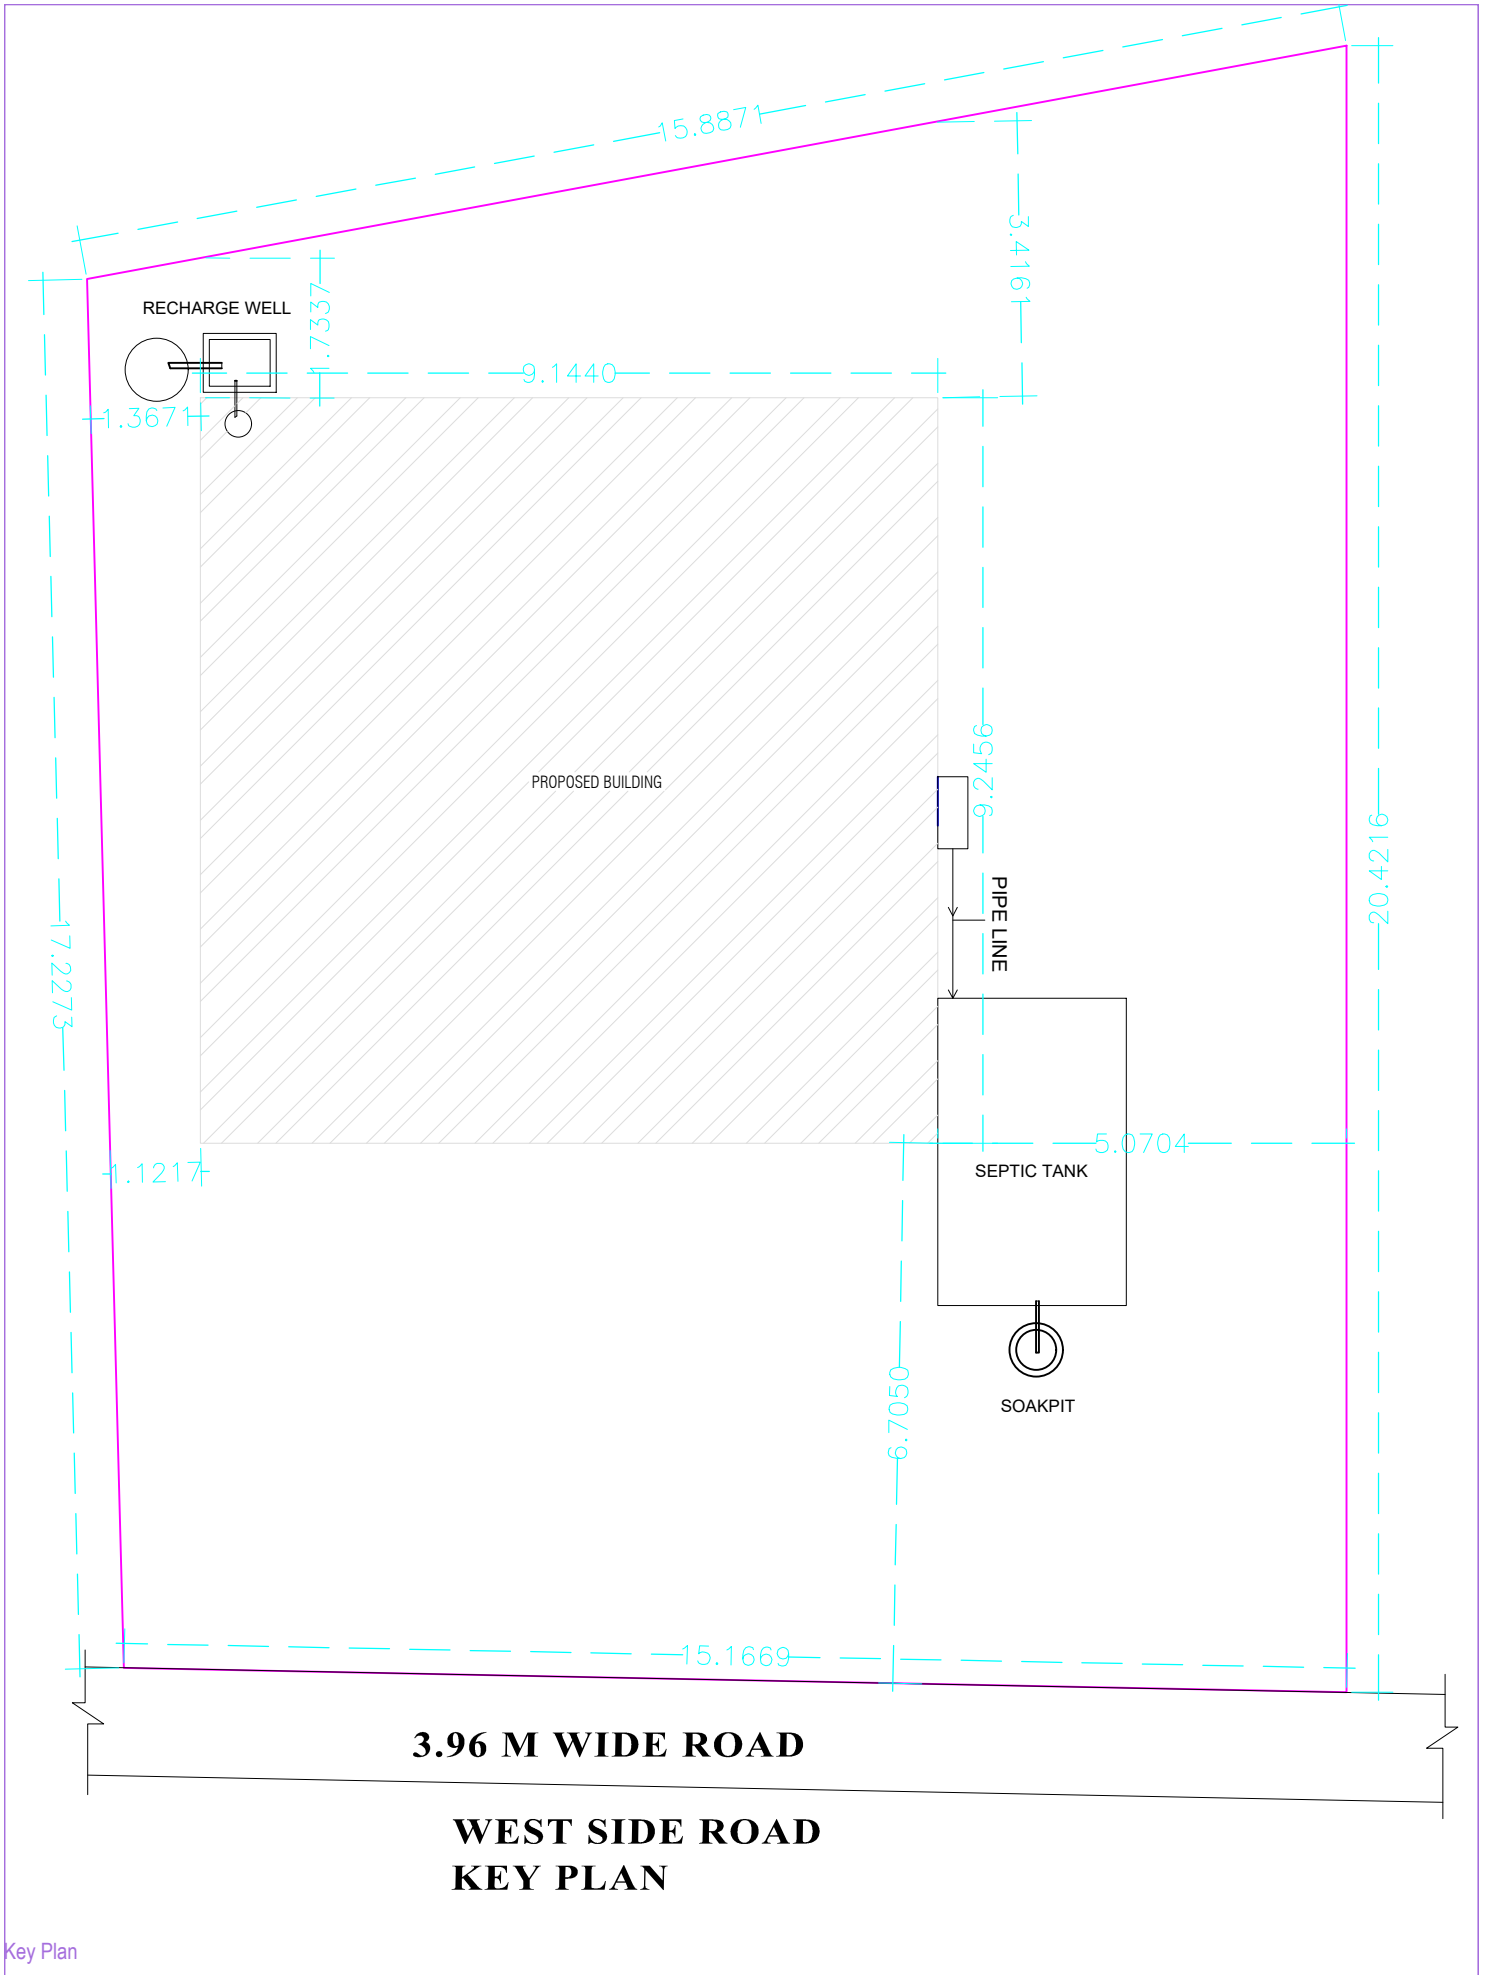 15.8871
3.4161
RECHARGE WELL
1.7337
9.1440
1.3671
9.2456
PROPOSED BUILDING
20.4216
PIPE LINE
17.2273
5.0704
1.1217
SEPTIC TANK
6.7050
SOAKPIT
15.1669
3.96 M WIDE ROAD
WEST SIDE ROAD
KEY PLAN
Key Plan